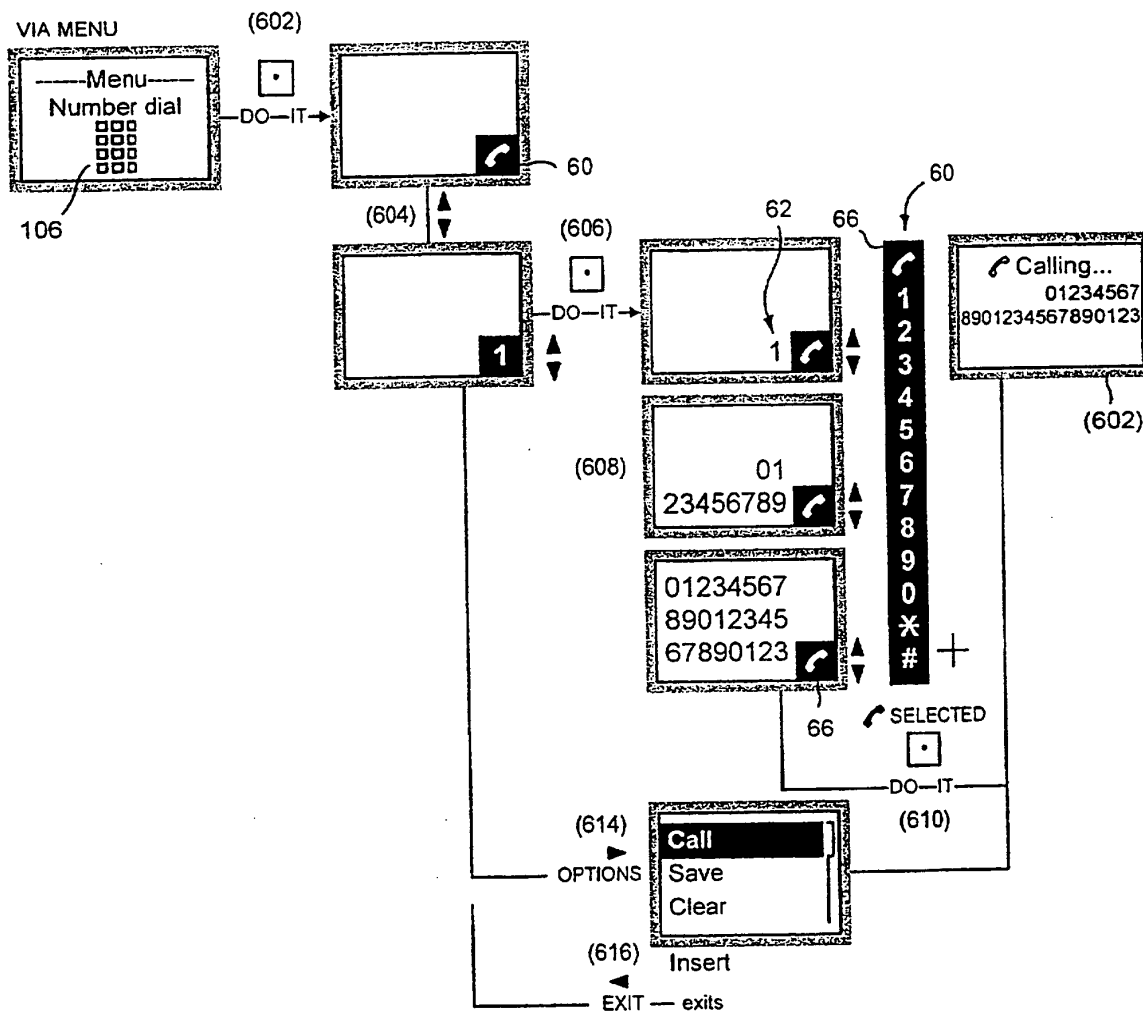 VIA MENU
(602)
-----Menu-----
Number dial
DO—IT
106
60
(604)
(606)
62
66
60
1
DO—IT
1
1
2
3
4
5
6
7
8
9
0
*
#
+
Calling...
01234567
8901234567890123
(602)
(608)
01
23456789
01234567
89012345
67890123
66
SELECTED
DO—IT
(610)
(614)
OPTIONS
Call
Save
Clear
Insert
(616)
EXIT — exits